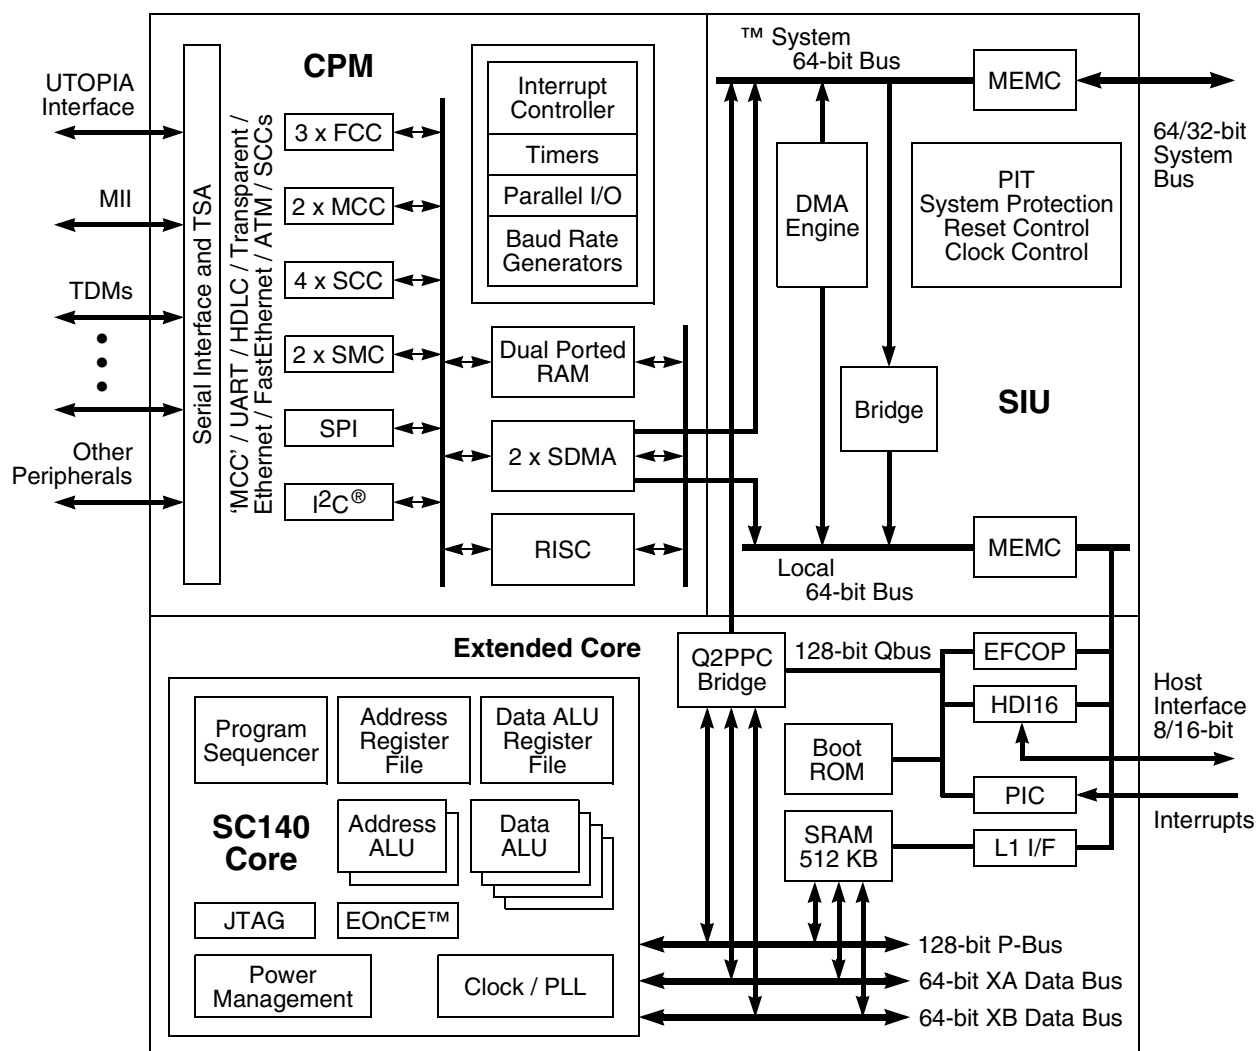 CPM
UTOPIA
Interface
MII
TDMs
Other
Peripherals
Serial Interface and TSA
‘MCC’ / UART / HDLC / Transparent /
Ethernet / FastEthernet / ATM / SCCs
3 x FCC
2 x MCC
4 x SCC
2 x SMC
SPI
I2C®
Interrupt
Controller
Timers
Parallel I/O
Baud Rate
Generators
Dual Ported
RAM
2 x SDMA
RISC
™ System
64-bit Bus
MEMC
64/32-bit
System
Bus
DMA
Engine
PIT
System Protection
Reset Control
Clock Control
Bridge
SIU
MEMC
Local
64-bit Bus
Extended Core
Q2PPC
Bridge
128-bit Qbus
EFCOP
HDI16
Host
Interface
8/16-bit
Boot
ROM
PIC
Interrupts
SRAM
512 KB
L1 I/F
Program
Sequencer
Address
Register
File
Data ALU
Register
File
SC140
Core
Address
ALU
Data
ALU
JTAG
EOnCE™
Power
Management
Clock / PLL
128-bit P-Bus
64-bit XA Data Bus
64-bit XB Data Bus